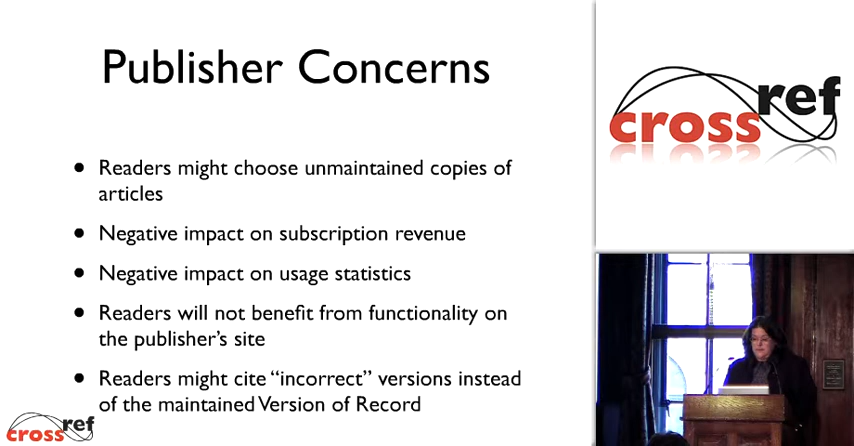 Publisher Concerns
• Readers might choose unmaintained copies of
articles
• Negative impact on subscription revenue
• Negative impact on usage statistics
• Readers will not benefit from functionality on
the publisher's site
• Readers might cite “incorrect” versions instead
of the maintained Version of Record
crossref
crossref